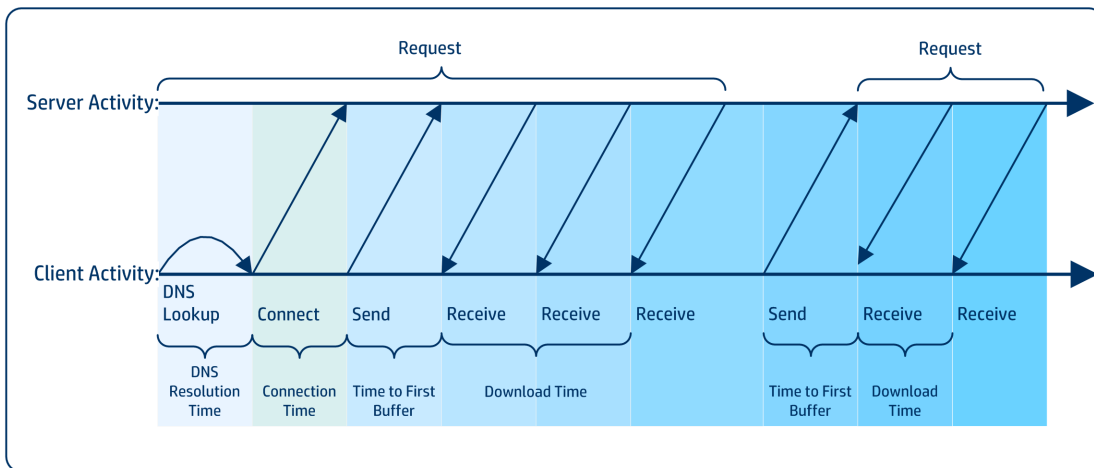 Request
Request
Server Activity:
Client Activity:
DNS
Lookup
Connect
Send
Receive
Receive
Receive
Send
Receive
Receive
DNS
Resolution
Time
Connection
Time
Time to First
Buffer
Download Time
Time to First
Buffer
Download
Time